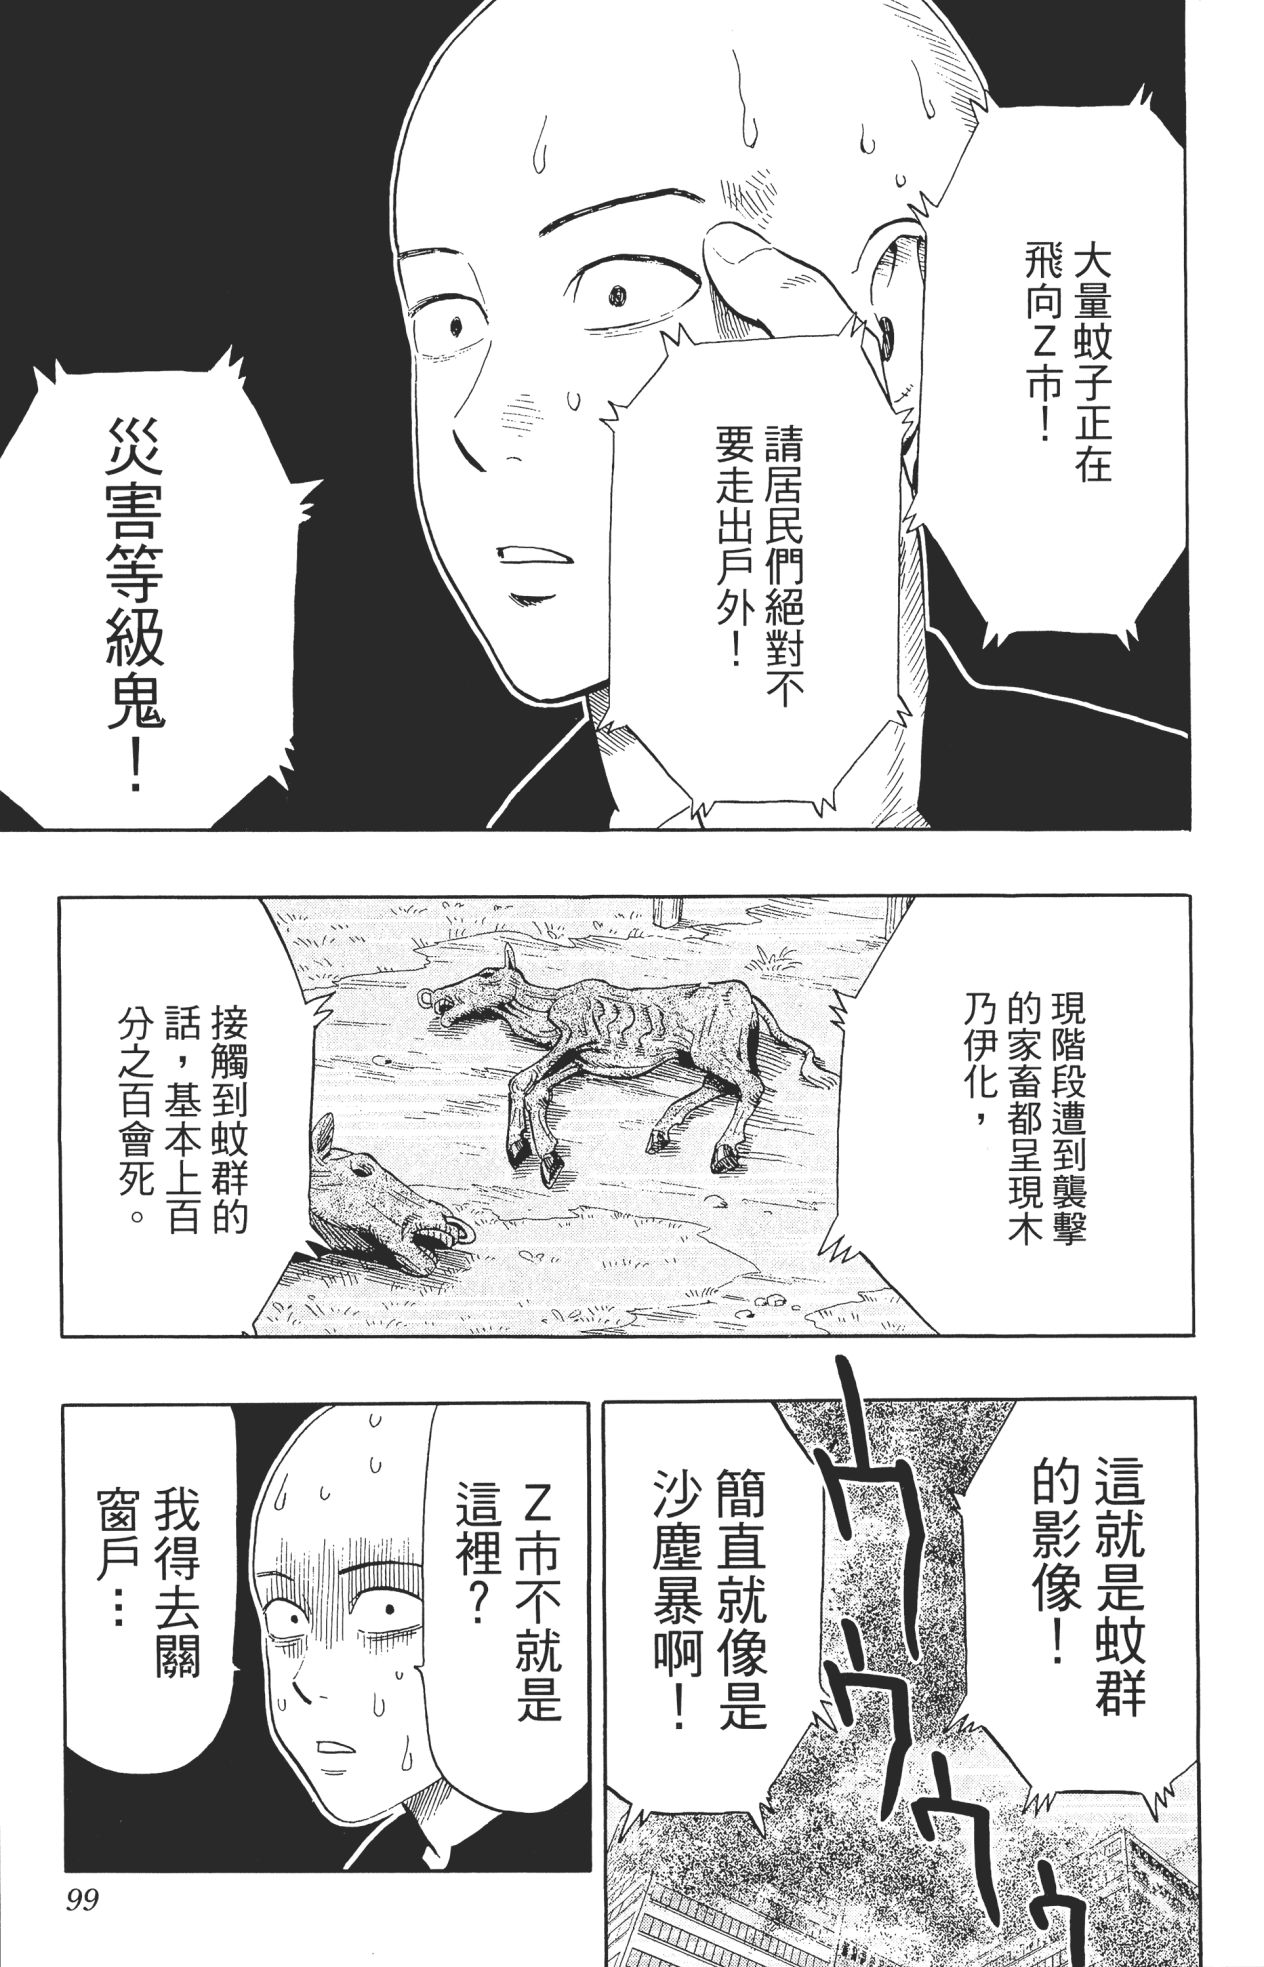 大量蚊子正在
飛向Z市！
請居民們絕對不
要走出戶外！
災害等級鬼！
現階段遭到襲擊
的家畜都呈現木
乃伊化，
接觸到蚊群的
話，基本上百
分之百會死。
這就是蚊群
的影像！
簡直就像是
沙塵暴啊！
ゴゴゴゴ
Z市不就是
這裡？
我得去關
窗戶…
99